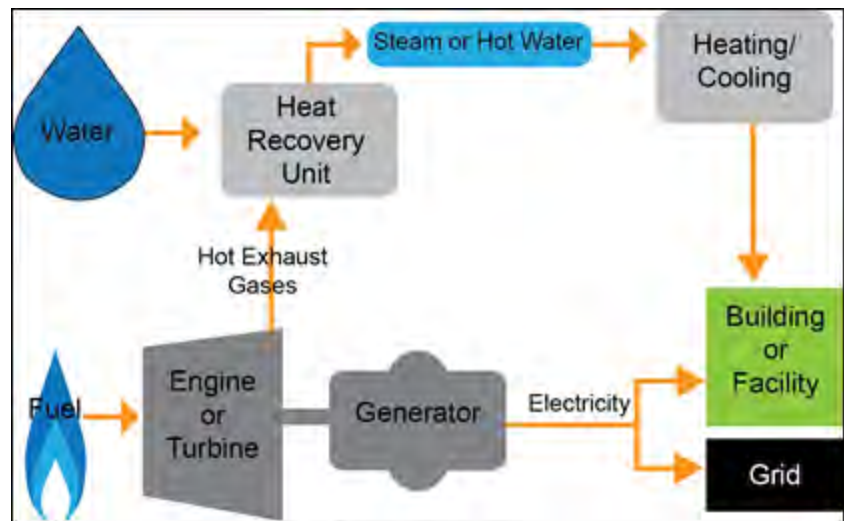 Water
Heat
Recovery
Unit
Steam or Hot Water
Heating/
Cooling
Hot Exhaust
Gases
Fuel
Engine
or
Turbine
Generator
Electricity
Building
or
Facility
Grid